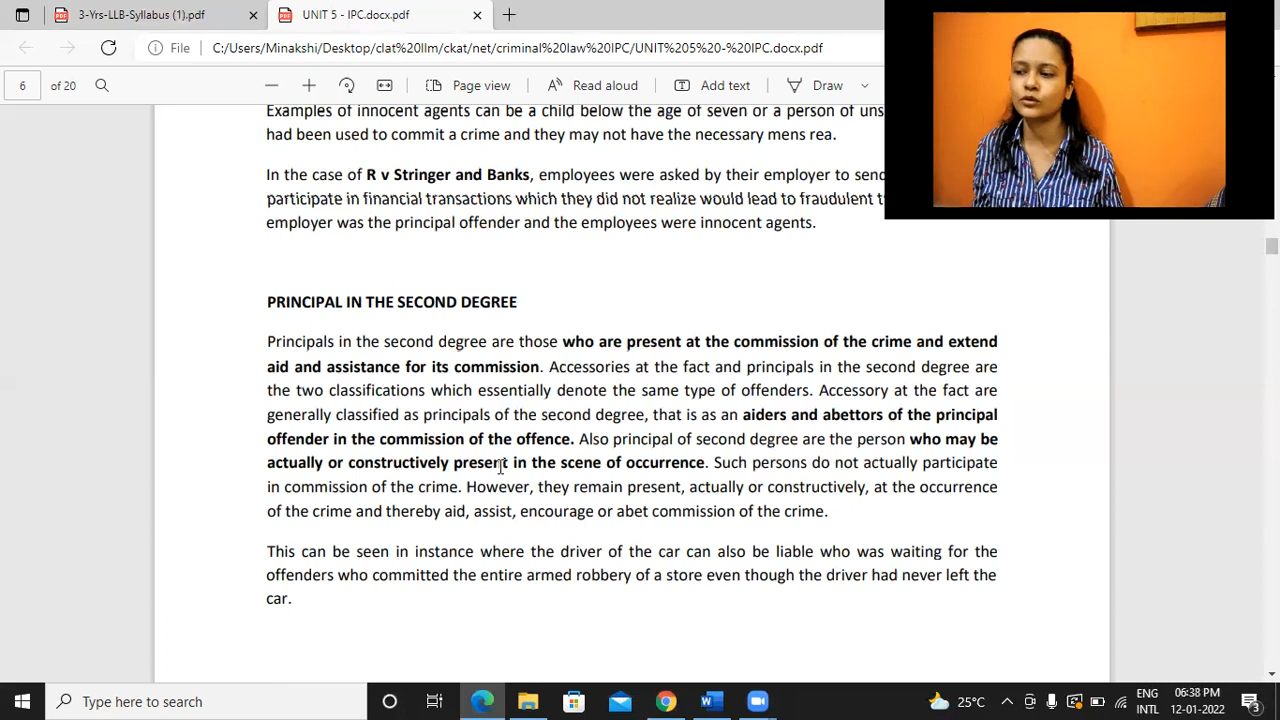 3-Yrs-LLB-Syllabus (1).pdf
UNIT 5 - IPC.docx.pdf
File
C:/Users/Minakshi/Desktop/clat%20llm/ckat/net/criminal%20law%20IPC/UNIT%205%20-%20IPC.docx.pdf
6 of 20
Page view
Read aloud
Add text
Draw
Examples of innocent agents can be a child below the age of seven or a person of
had been used to commit a crime and they may not have the necessary mens rea.
In the case of R v Stringer and Banks, employees were asked by their employer to
participate in financial transactions which they did not realize would lead to fraudulent
employer was the principal offender and the employees were innocent agents.
PRINCIPAL IN THE SECOND DEGREE
Principals in the second degree are those who are present at the commission of the crime and extend
aid and assistance for its commission. Accessories at the fact and principals in the second degree are
the two classifications which essentially denote the same type of offenders. Accessory at the fact are
generally classified as principals of the second degree, that is as an aiders and abettors of the principal
offender in the commission of the offence. Also principal of second degree are the person who may be
actually or constructively present in the scene of occurrence. Such persons do not actually participate
in commission of the crime. However, they remain present, actually or constructively, at the occurrence
of the crime and thereby aid, assist, encourage or abet commission of the crime.
This can be seen in instance where the driver of the car can also be liable who was waiting for the
offenders who committed the entire armed robbery of a store even though the driver had never left the
car.
Type here to search
25°C
ENG
INTL
06:38 PM
12-01-2022
3